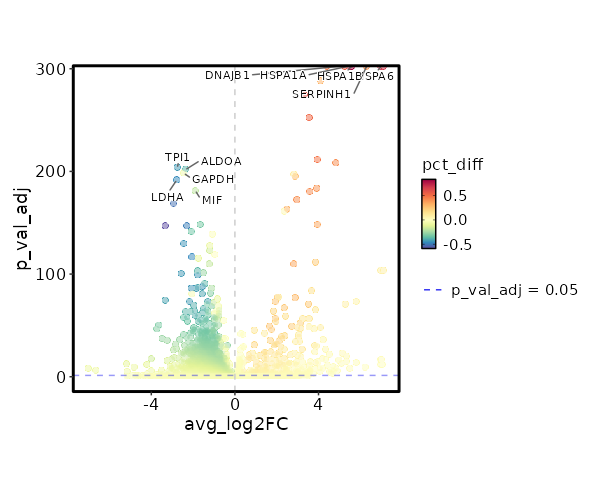 300
DNAJB1
HSPA1A
HSPA1B
SPA6
SERPINH1
200
TPI1
ALDOA
GAPDH
LDHA
MIF
100
0
p_val_adj
-4
0
4
avg_log2FC
pct_diff
0.5
0.0
-0.5
p_val_adj = 0.05